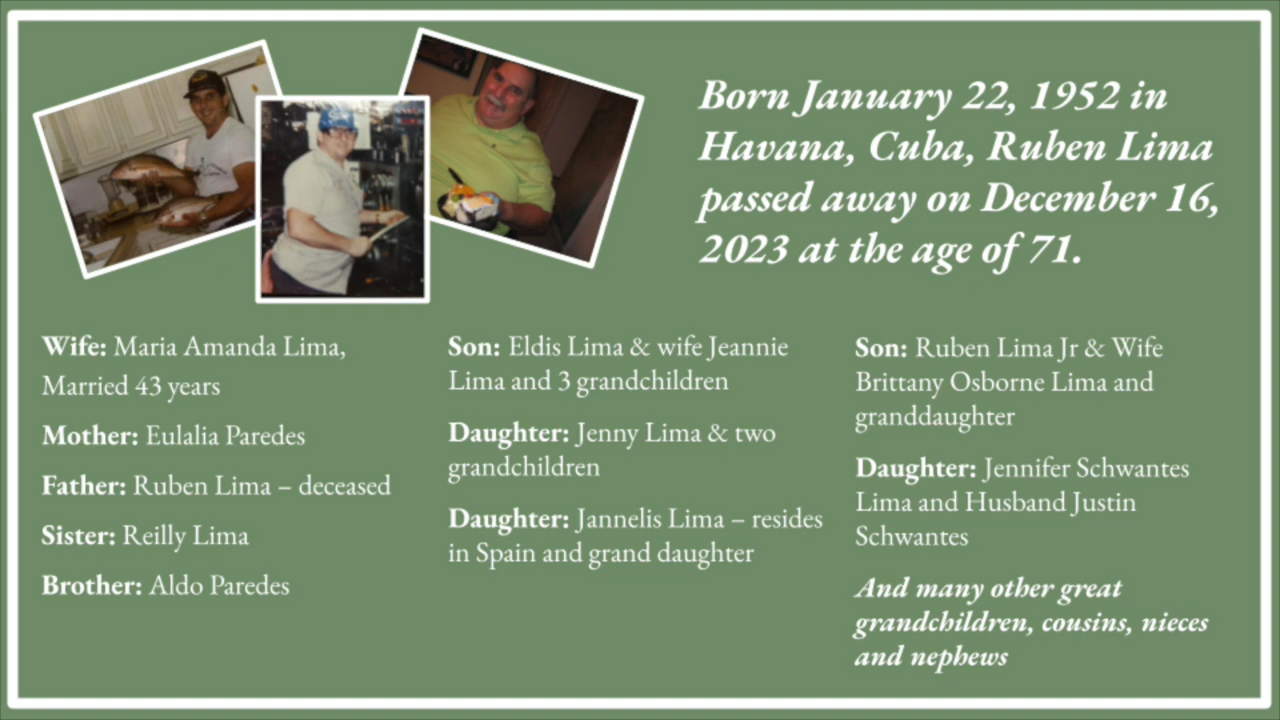 Born January 22, 1952 in
Havana, Cuba, Ruben Lima
passed away on December 16,
2023 at the age of 71.
Wife: Maria Amanda Lima,
Married 43 years
Mother: Eulalia Paredes
Father: Ruben Lima – deceased
Sister: Reilly Lima
Brother: Aldo Paredes
Son: Eldis Lima & wife Jeannie
Lima and 3 grandchildren
Daughter: Jenny Lima & two
grandchildren
Daughter: Jannelis Lima – resides
in Spain and grand daughter
Son: Ruben Lima Jr & Wife
Brittany Osborne Lima and
granddaughter
Daughter: Jennifer Schwantes
Lima and Husband Justin
Schwantes
And many other great
grandchildren, cousins, nieces
and nephews